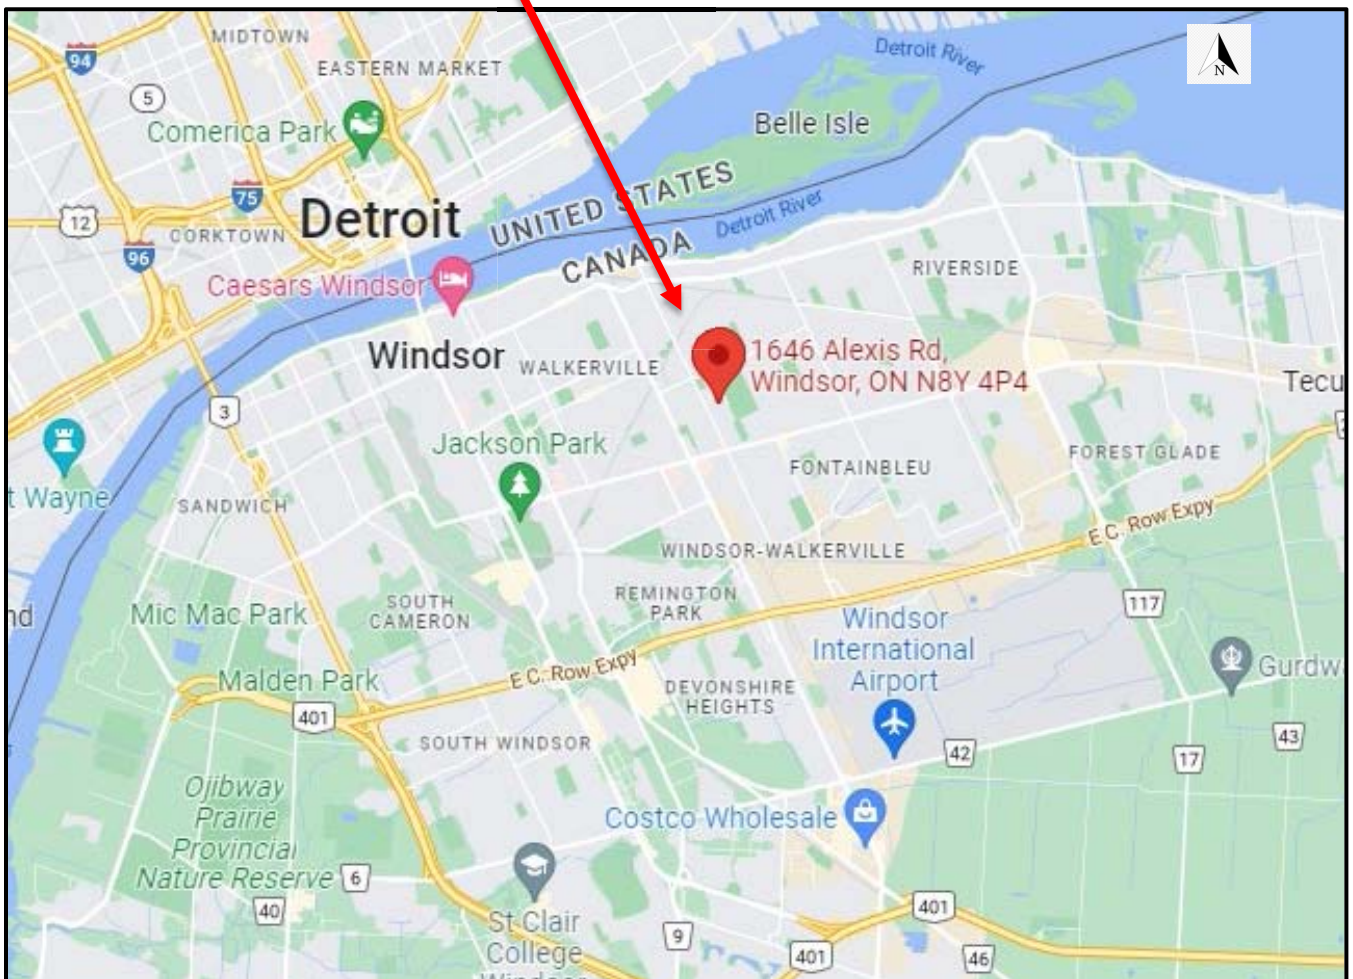 MIDTOWN
94
EASTERN MARKET
Detroit River
N
5
Comerica Park
Belle Isle
75
12
CORKTOWN
Detroit
UNITED STATES
Detroit River
96
CANADA
Caesars Windsor
RIVERSIDE
Windsor
WALKERVILLE
1646 Alexis Rd,
Windsor, ON N8Y 4P4
Tecu
3
Jackson Park
FOREST GLADE
FONTAINBLEU
t Wayne
SANDWICH
E.C. Row Expy
WINDSOR-WALKERVILLE
SOUTH
CAMERON
REMINGTON
PARK
117
Mic Mac Park
nd
Windsor
International
Airport
E.C. Row Expy
Gurdw
Malden Park
DEVONSHIRE
HEIGHTS
401
SOUTH WINDSOR
42
43
17
Ojibway
Prairie
Provincial
Nature Reserve
Costco Wholesale
6
40
St Clair
College
401
9
401
46